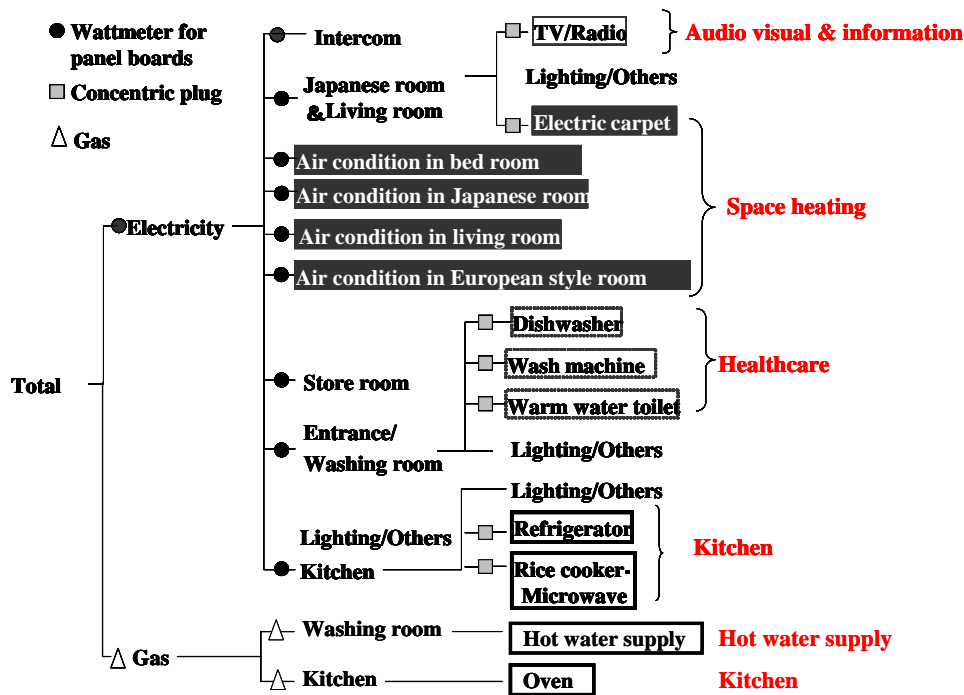 Wattmeter for
panel boards
Concentric plug
Gas
Intercom
Japanese room
&Living room
TV/Radio
Audio visual & information
Lighting/Others
Electric carpet
Air condition in bed room
Air condition in Japanese room
Air condition in living room
Air condition in European style room
Space heating
Electricity
Total
Store room
Entrance/
Washing room
Dishwasher
Wash machine
Warm water toilet
Healthcare
Lighting/Others
Lighting/Others
Lighting/Others
Kitchen
Refrigerator
Rice cooker-
Microwave
Kitchen
Gas
Washing room
Hot water supply
Hot water supply
Kitchen
Oven
Kitchen